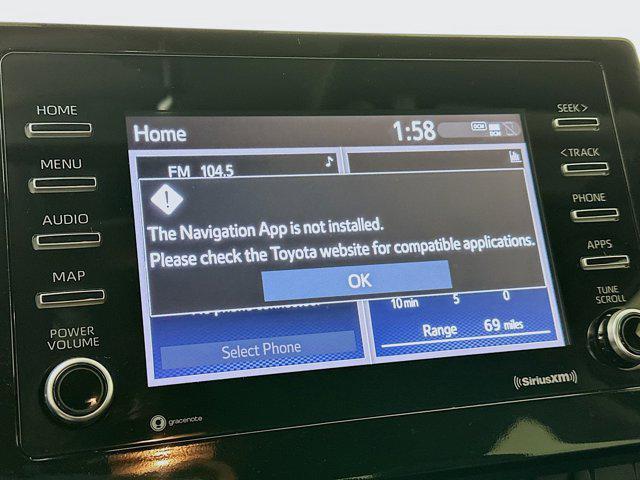 HOME
MENU
AUDIO
MAP
POWER
VOLUME
Home
1:58
DCM
DCM
FM 104.5
!
The Navigation App is not installed.
Please check the Toyota website for compatible applications.
OK
10 min 5 0
Range 69 miles
Select Phone
SEEK >
< TRACK
PHONE
APPS
TUNE
SCROLL
gracenote
((SiriusXM))